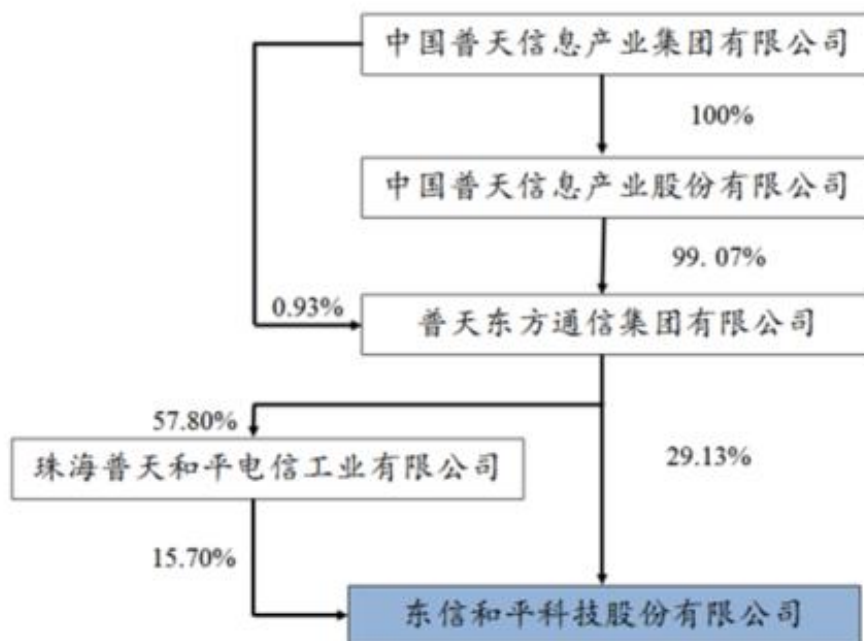 中国普天信息产业集团有限公司
100%
中国普天信息产业股份有限公司
99.07%
0.93%
普天东方通信集团有限公司
57.80%
29.13%
珠海普天和平电信工业有限公司
15.70%
东信和平科技股份有限公司